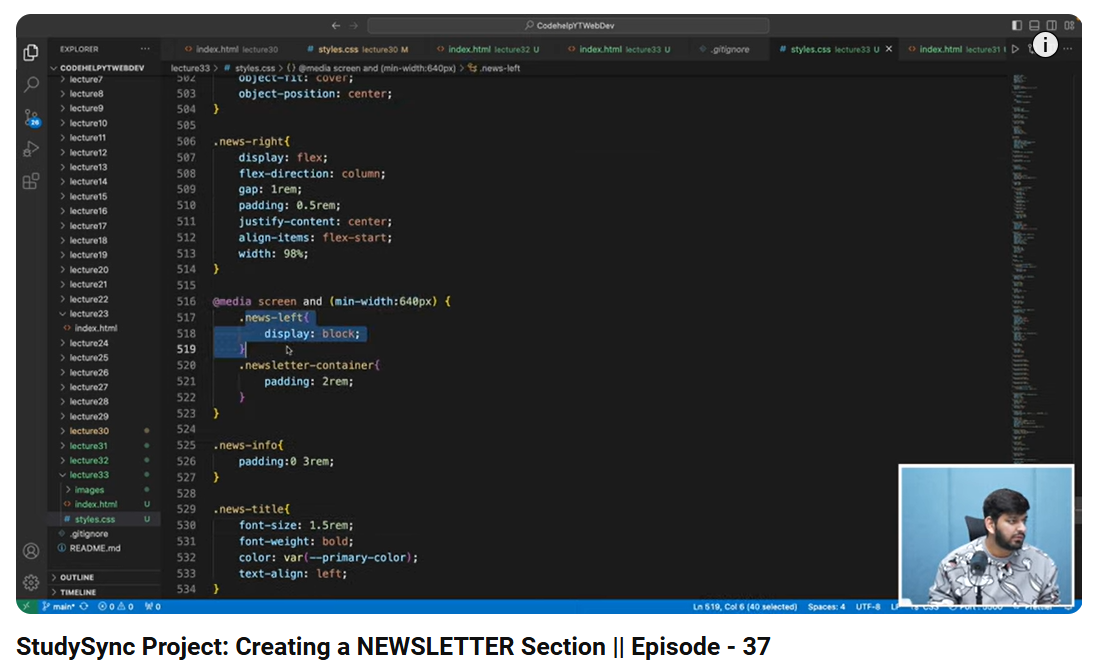 CodehelpYTWebDev
EXPLORER
index.html lecture30
styles.css lecture30 M
index.html lecture32 U
index.html lecture33 U
.gitignore
styles.css lecture33 U
index.html lecture31
CODEHELPYTWEBDEV
lecture33 > # styles.css > {} @media screen and (min-width:640px) > .news-left
lecture7
lecture8
lecture9
lecture10
lecture11
lecture12
lecture13
lecture14
lecture15
lecture16
lecture17
lecture18
lecture19
lecture20
lecture21
lecture22
lecture23
index.html
lecture24
lecture25
lecture26
lecture27
lecture28
lecture29
lecture30
lecture31
lecture32
lecture33
images
index.html U
# styles.css U
.gitignore
README.md
OUTLINE
TIMELINE
26
502 object-fit: cover;
503 object-position: center;
504 }
505
506 .news-right{
507 display: flex;
508 flex-direction: column;
509 gap: 1rem;
510 padding: 0.5rem;
511 justify-content: center;
512 align-items: flex-start;
513 width: 98%;
514 }
515
516 @media screen and (min-width:640px) {
517 .news-left{
518 display: block;
519 }
520 .newsletter-container{
521 padding: 2rem;
522 }
523 }
524
525 .news-info{
526 padding:0 3rem;
527 }
528
529 .news-title{
530 font-size: 1.5rem;
531 font-weight: bold;
532 color: var(--primary-color);
533 text-align: left;
534 }
main* 0 0 0
Ln 519, Col 6 (40 selected) Spaces: 4 UTF-8
StudySync Project: Creating a NEWSLETTER Section || Episode - 37